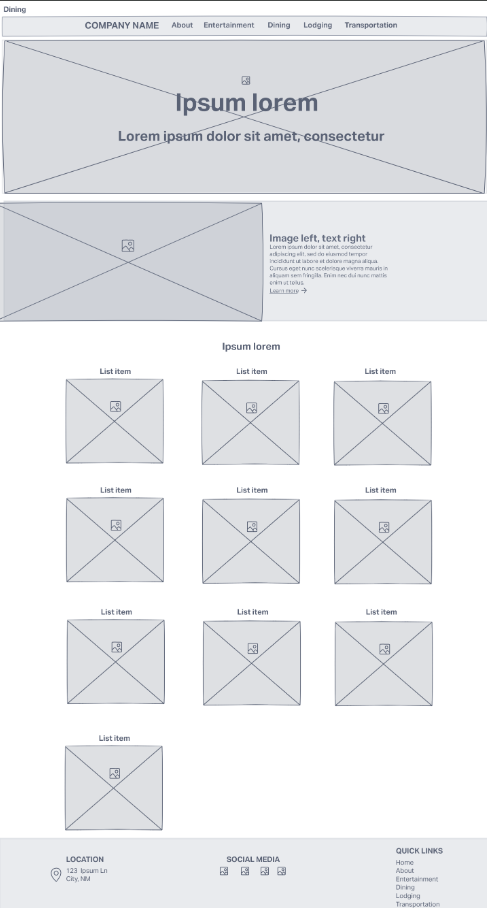 Dining
COMPANY NAME About Entertainment Dining Lodging Transportation
Ipsum lorem
Lorem ipsum dolor sit amet, consectetur
Image left, text right
Lorem ipsum dolor sit amet, consectetur
adipiscing elit, sed do eiusmod tempor
incididunt ut labore et dolore magna aliqua.
Cursus eget nunc scelerisque viverra mauris in
aliquam sem fringilla. Enim nec dui nunc mattis
enim ut tellus.
Learn more
Ipsum lorem
List item List item List item
List item List item List item
List item List item List item
List item
LOCATION
123 Ipsum Ln
City, NM
SOCIAL MEDIA
QUICK LINKS
Home
About
Entertainment
Dining
Lodging
Transportation